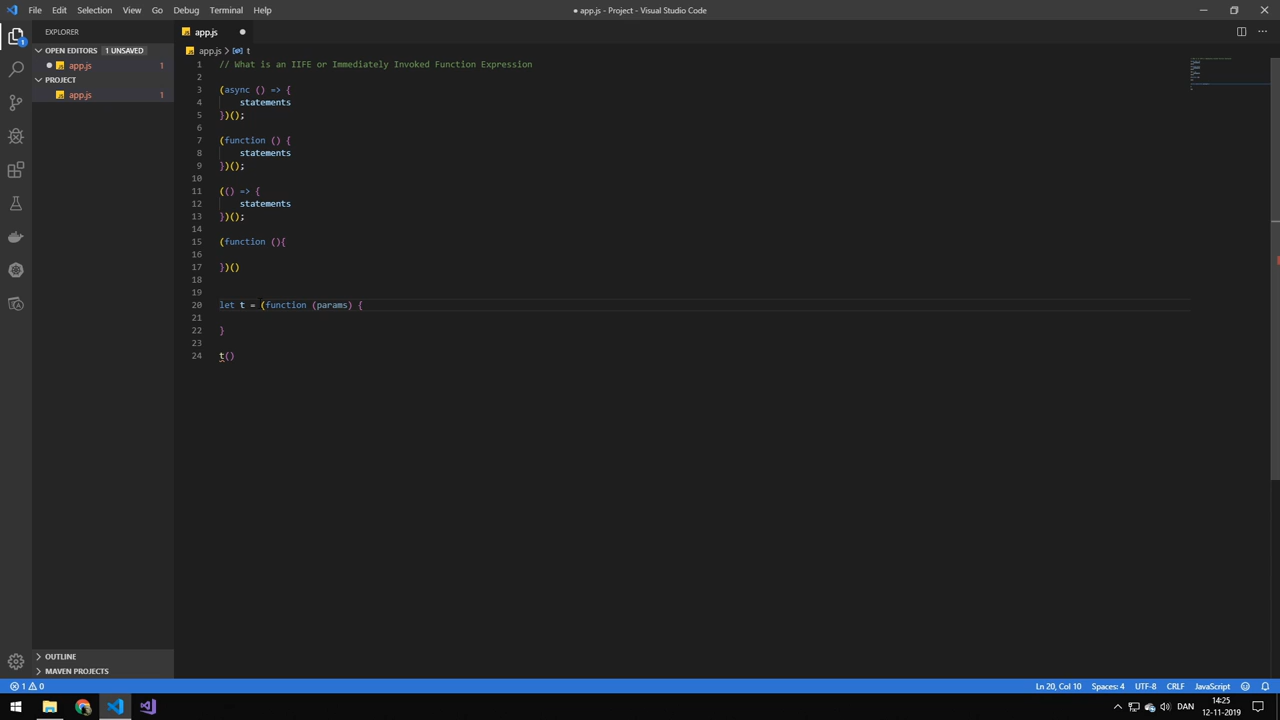 File Edit Selection View Go Debug Terminal Help
● app.js - Project - Visual Studio Code
EXPLORER
OPEN EDITORS 1 UNSAVED
● app.js 1
PROJECT
app.js 1
OUTLINE
MAVEN PROJECTS
1
app.js ●
app.js > t
1 // What is an IIFE or Immediately Invoked Function Expression
2
3 (async () => {
4 statements
5 })();
6
7 (function () {
8 statements
9 })();
10
11 (() => {
12 statements
13 })();
14
15 (function (){
16
17 })()
18
19
20 let t = (function (params) {
21
22 }
23
24 t()
1 0
Ln 20, Col 10 Spaces: 4 UTF-8 CRLF JavaScript
DAN
14:25
12-11-2019